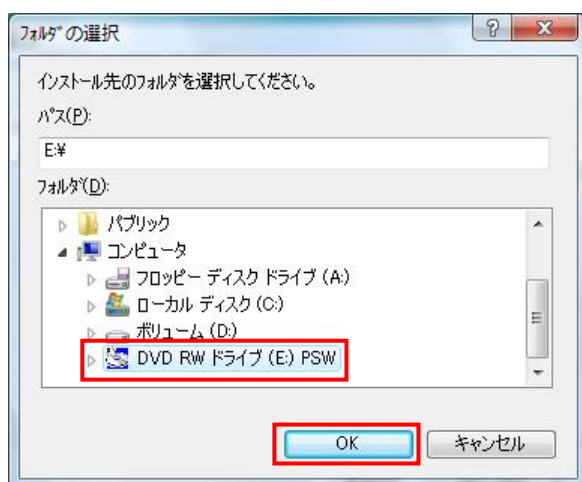 フォルダの選択
インストール先のフォルダを選択してください。
パス(P):
E:¥
フォルダ(D):
パブリック
コンピュータ
フロッピー ディスク ドライブ (A:)
ローカル ディスク (C:)
ボリューム (D:)
DVD RW ドライブ (E:) PSW
OK キャンセル